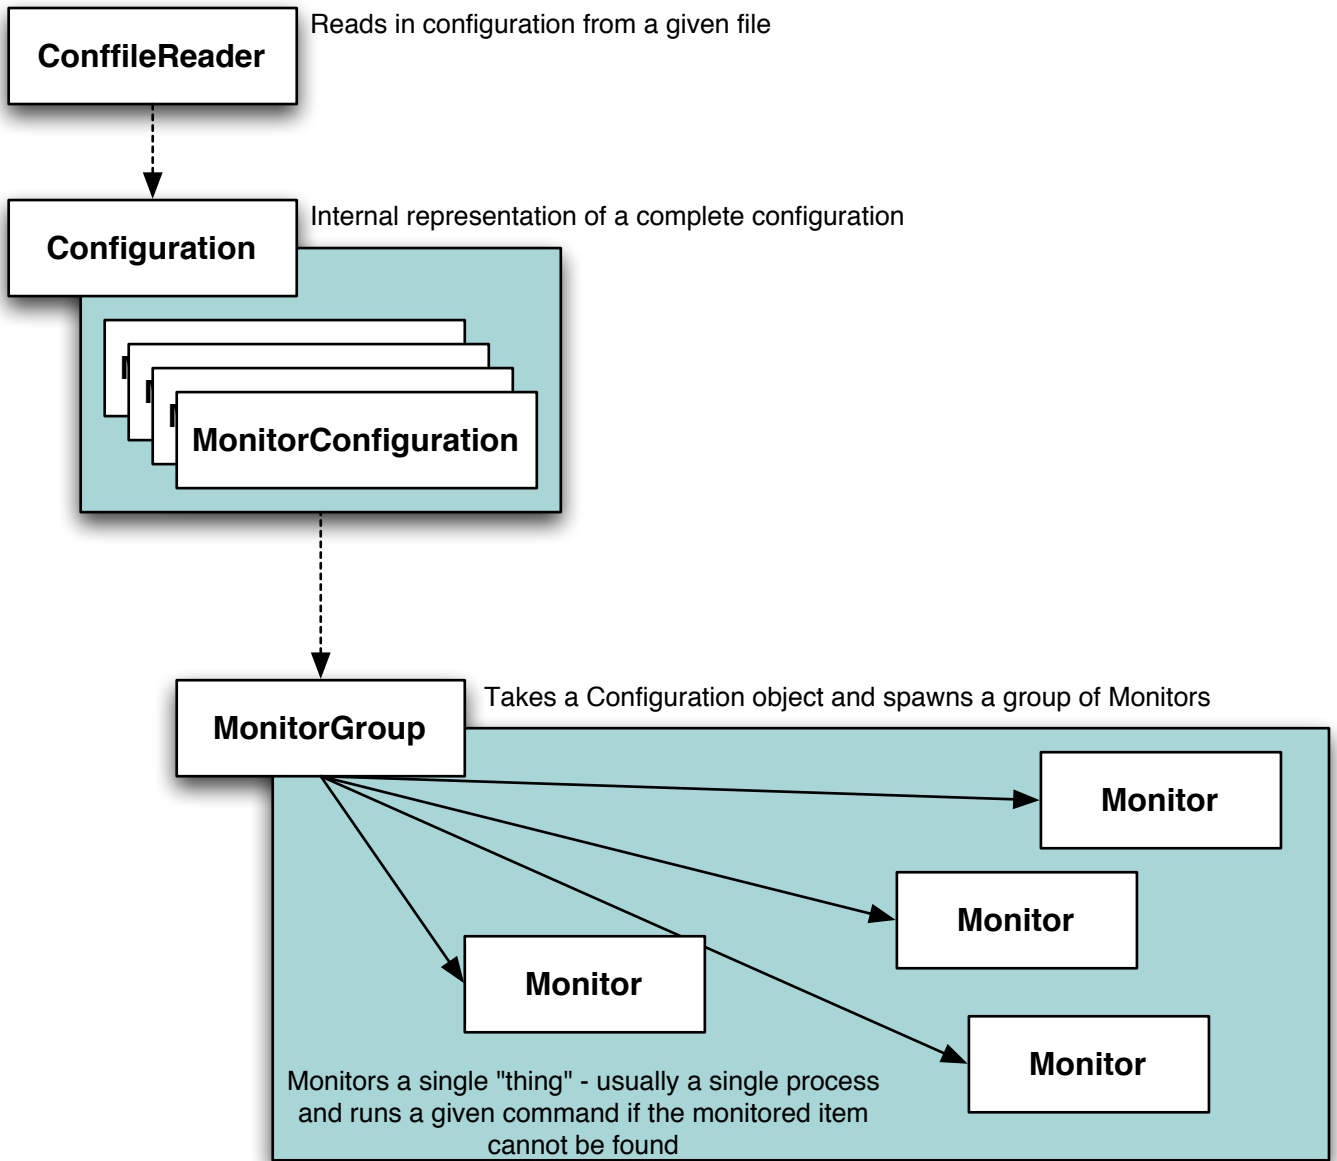 Reads in configuration from a given file
ConffileReader
Internal representation of a complete configuration
Configuration
MonitorConfiguration
Takes a Configuration object and spawns a group of Monitors
MonitorGroup
Monitor
Monitor
Monitor
Monitor
Monitors a single "thing" - usually a single process
and runs a given command if the monitored item
cannot be found